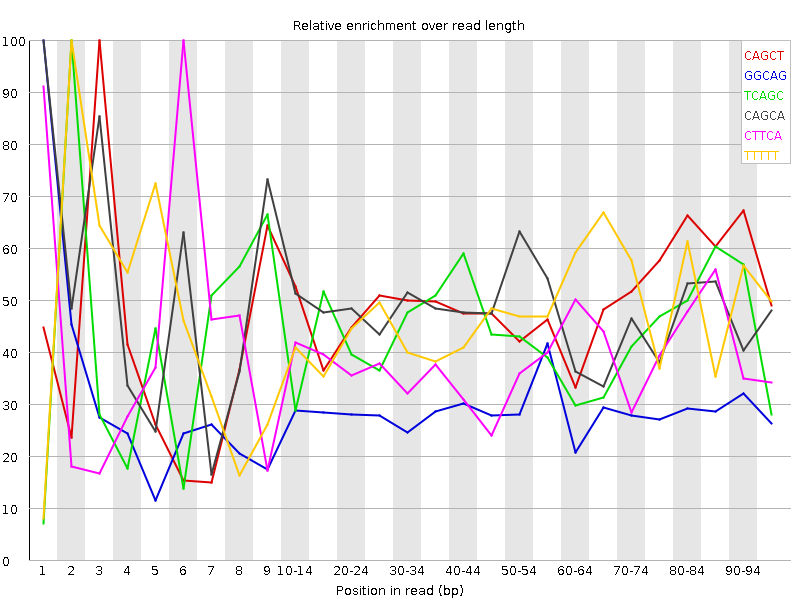 Relative enrichment over read length
100
90
80
70
60
50
40
30
20
10
0
CAGCT
GGCAG
TCAGC
CAGCA
CTTCA
TTTTT
1 2 3 4 5 6 7 8 9 10-14 20-24 30-34 40-44 50-54 60-64 70-74 80-84 90-94
Position in read (bp)